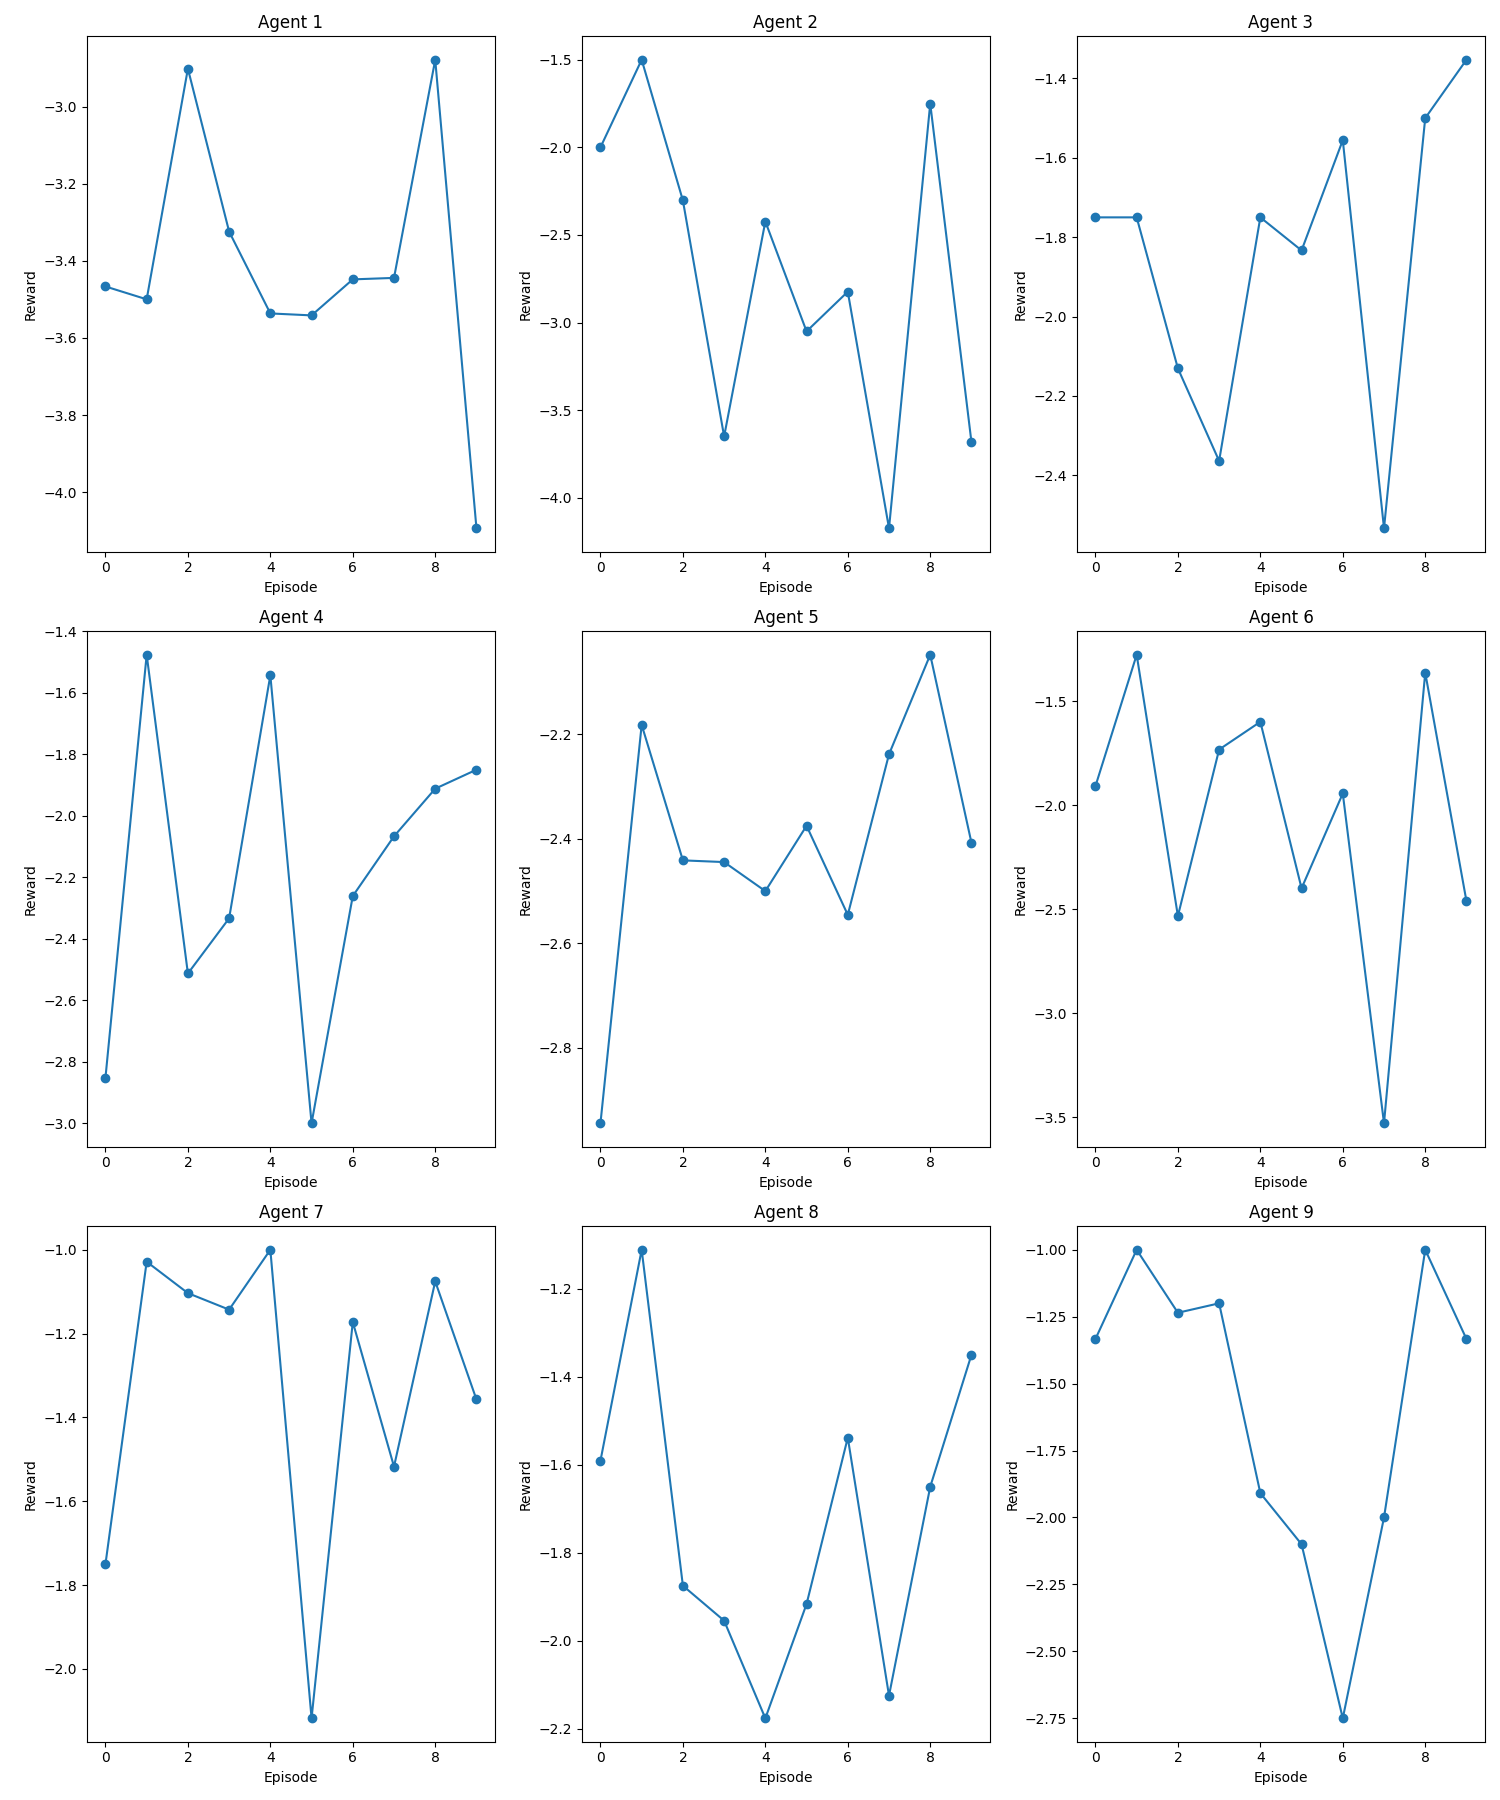 Agent 1
Agent 2
Agent 3
−3.0
−3.2
−3.4
−3.6
−3.8
−4.0
Reward
0 2 4 6 8
Episode
−1.5
−2.0
−2.5
−3.0
−3.5
−4.0
Reward
0 2 4 6 8
Episode
−1.4
−1.6
−1.8
−2.0
−2.2
−2.4
Reward
0 2 4 6 8
Episode
Agent 4
Agent 5
Agent 6
−1.4
−1.6
−1.8
−2.0
−2.2
−2.4
−2.6
−2.8
−3.0
Reward
0 2 4 6 8
Episode
−2.2
−2.4
−2.6
−2.8
Reward
0 2 4 6 8
Episode
−1.5
−2.0
−2.5
−3.0
−3.5
Reward
0 2 4 6 8
Episode
Agent 7
Agent 8
Agent 9
−1.0
−1.2
−1.4
−1.6
−1.8
−2.0
Reward
0 2 4 6 8
Episode
−1.2
−1.4
−1.6
−1.8
−2.0
−2.2
Reward
0 2 4 6 8
Episode
−1.00
−1.25
−1.50
−1.75
−2.00
−2.25
−2.50
−2.75
Reward
0 2 4 6 8
Episode